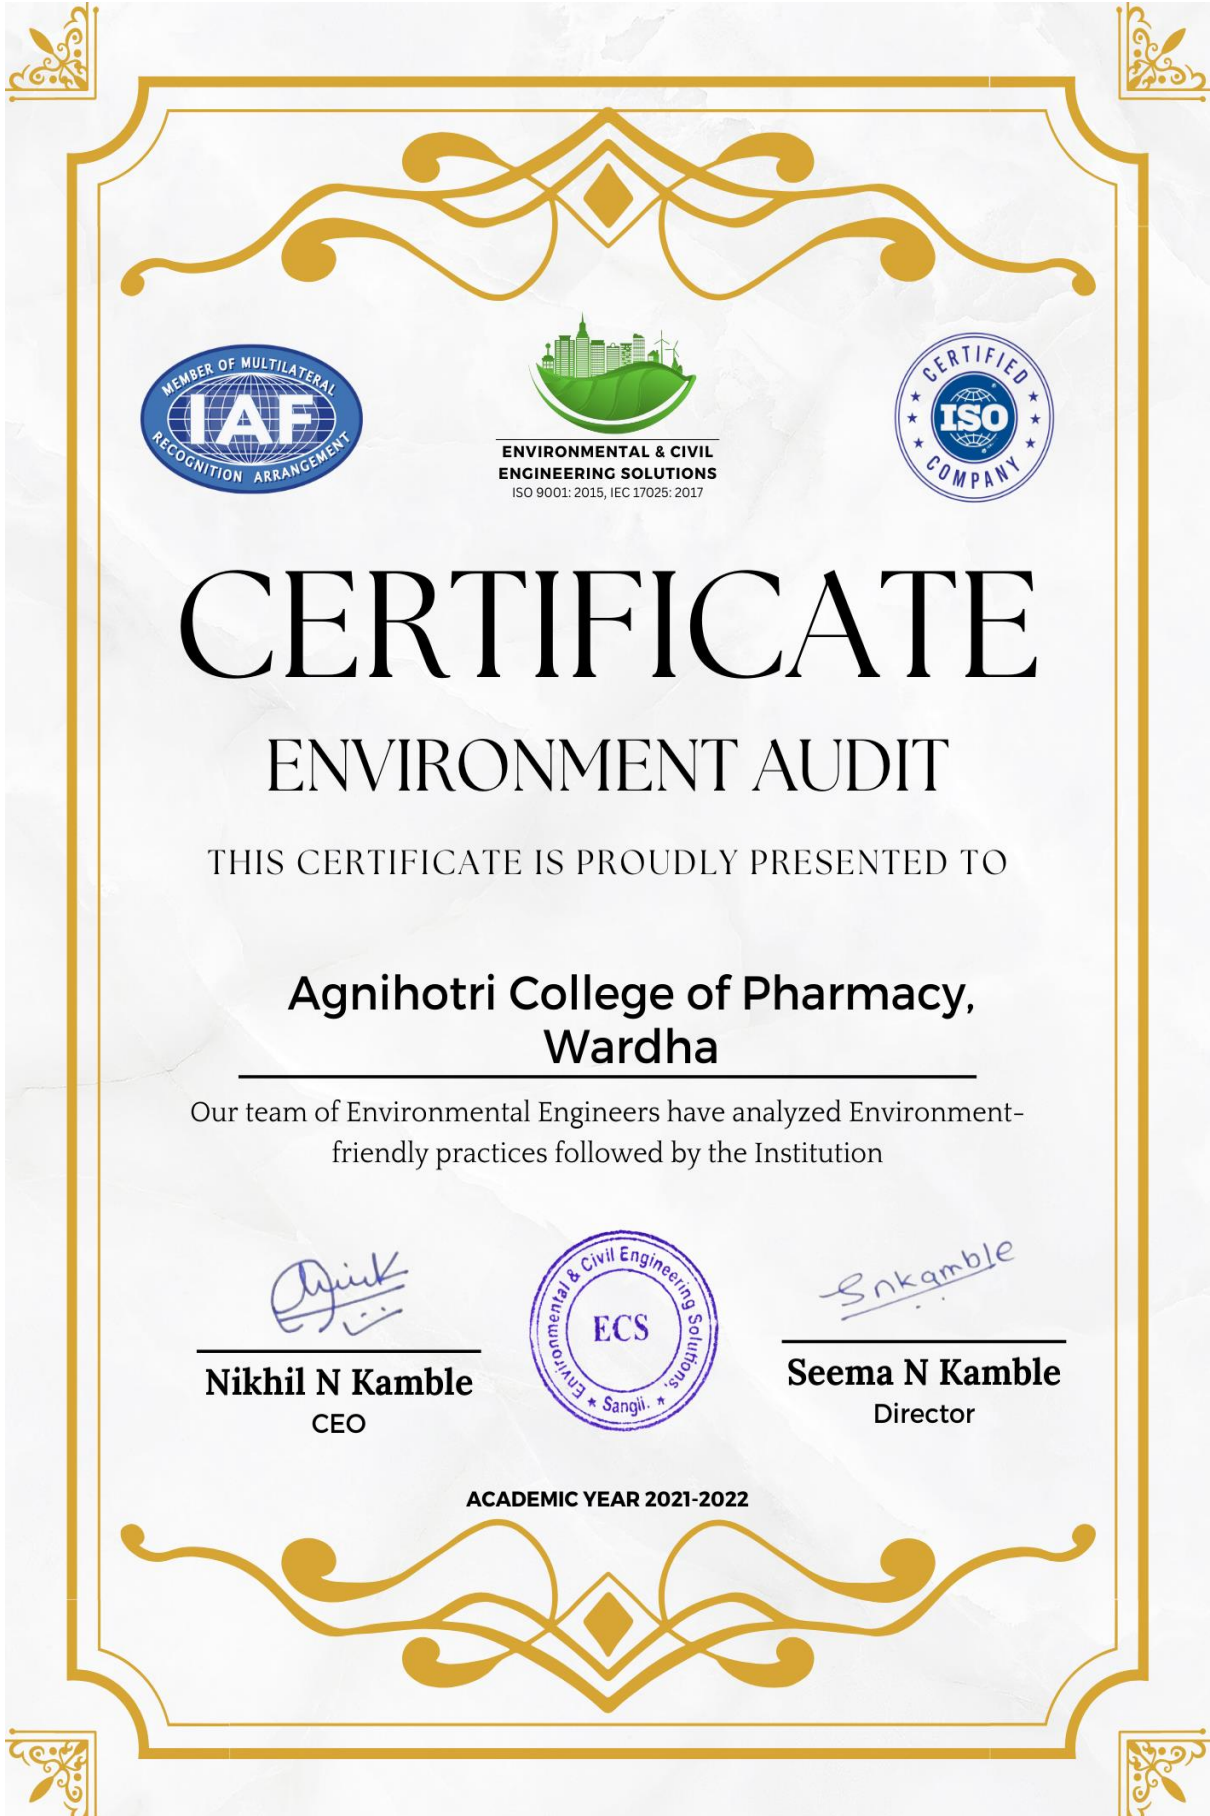 MEMBER OF MULTILATERAL
IAF
RECOGNITION ARRANGEMENT
ENVIRONMENTAL & CIVIL
ENGINEERING SOLUTIONS
ISO 9001: 2015, IEC 17025: 2017
CERTIFIED
ISO
COMPANY
CERTIFICATE
ENVIRONMENT AUDIT
THIS CERTIFICATE IS PROUDLY PRESENTED TO
Agnihotri College of Pharmacy,
Wardha
Our team of Environmental Engineers have analyzed Environment-
friendly practices followed by the Institution
Snkamble
Environmental & Civil Engineering Solutions,
ECS
Sangli.
Nikhil N Kamble
CEO
Seema N Kamble
Director
ACADEMIC YEAR 2021-2022